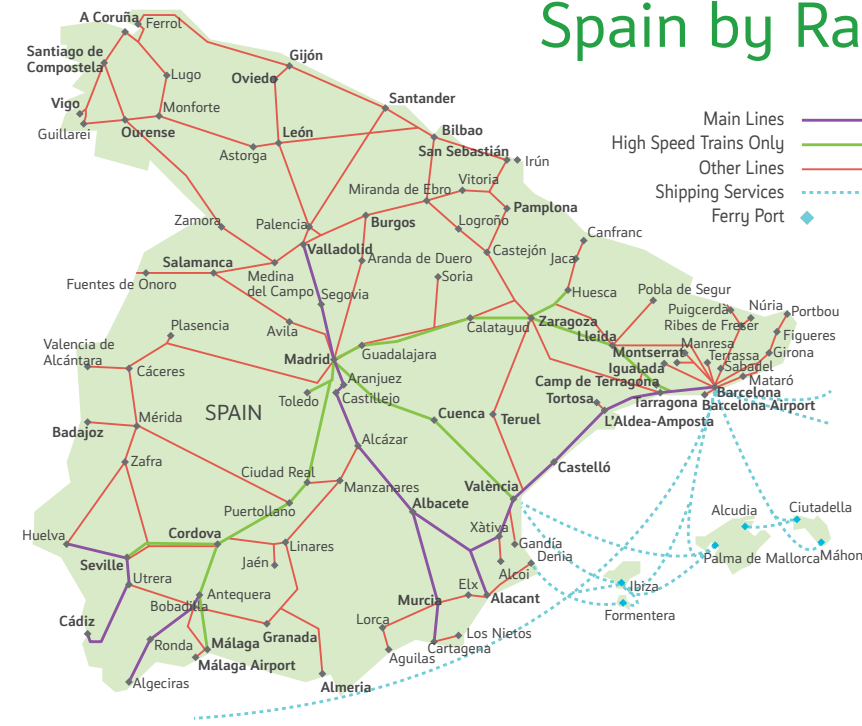 Spain by Ra
A Coruña
Ferrol
Santiago de
Compostela
Lugo
Gijón
Oviedo
Vigo
Guillarei
Ourense
Monforte
Astorga
León
Santander
Bilbao
San Sebastián
Irún
Main Lines
High Speed Trains Only
Other Lines
Shipping Services
Ferry Port
Vitoria
Miranda de Ebro
Pamplona
Zamora
Palencia
Burgos
Logroño
Castejón
Canfranc
Jaca
Valladolid
Aranda de Duero
Salamanca
Fuentes de Onoro
Medina
del Campo
Segovia
Soria
Huesca
Pobla de Segur
Puigcerdà
Núria
Portbou
Ribes de Freser
Figueres
Plasencia
Avila
Calatayud
Zaragoza
Lleida
Manresa
Montserrat
Terrassa
Girona
Valencia de
Alcántara
Cáceres
Madrid
Guadalajara
Igualada
Sabadel
Mataró
Camp de Terragona
Barcelona
Aranjuez
Toledo
Castillejo
Tortosa
Tarragona
Barcelona Airport
SPAIN
Mérida
Badajoz
Cuenca
Teruel
L'Aldea-Amposta
Alcázar
Zafra
Ciudad Real
Manzanares
Castelló
Puertollano
Albacete
València
Alcudia
Ciutadella
Huelva
Cordova
Linares
Xàtiva
Gandía
Denia
Palma de Mallorca
Máhon
Seville
Jaén
Alcoi
Utrera
Elx
Alacant
Ibiza
Bobadilla
Antequera
Murcia
Formentera
Cádiz
Granada
Lorca
Los Nietos
Cartagena
Ronda
Málaga
Málaga Airport
Aguilas
Algeciras
Almeria